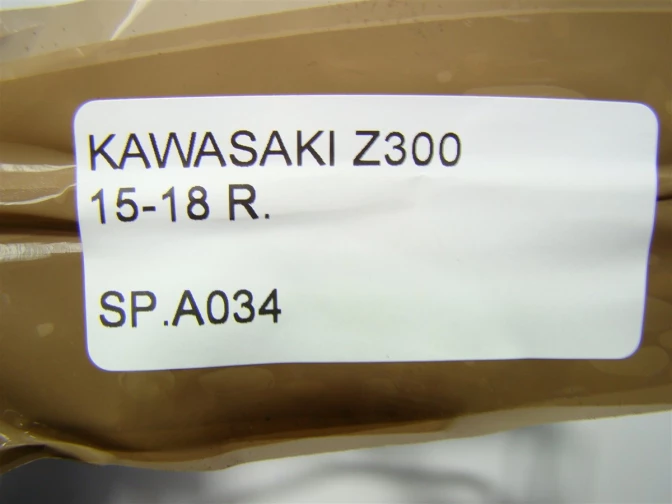 KAWASAKI Z300
15-18 R.
SP.A034